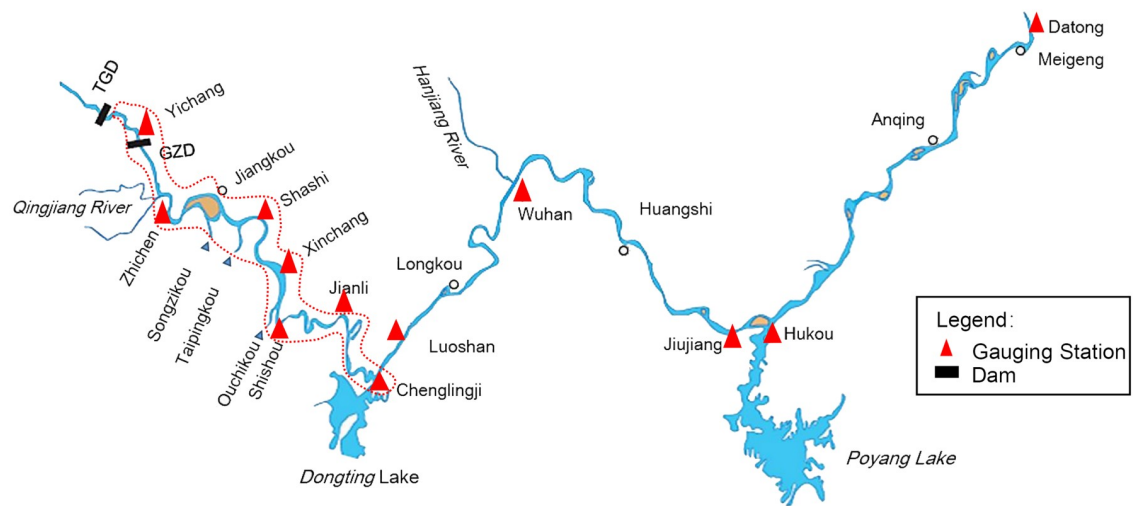 TGD
Yichang
GZD
Jiangkou
Qingjiang River
Shashi
Zhichen
Xinchang
Songzikou
Taipingkou
Jianli
Ouchikou
Shishou
Chenglingji
Dongting Lake
Luoshan
Longkou
Hanjiang River
Wuhan
Huangshi
Jiujiang
Hukou
Poyang Lake
Anqing
Datong
Meigeng
Legend:
Gauging Station
Dam